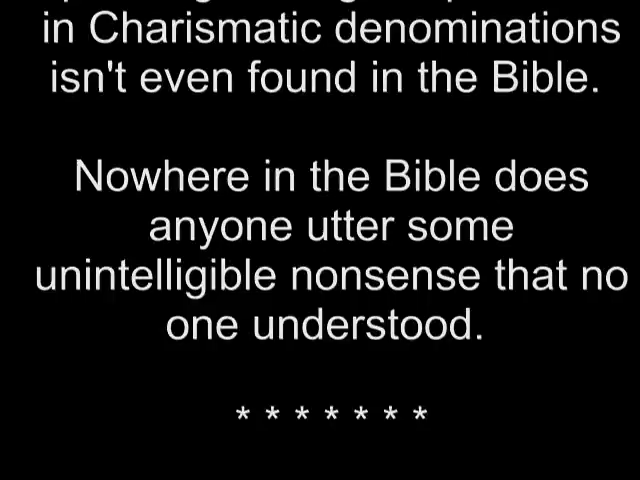 in Charismatic denominations
isn't even found in the Bible.
Nowhere in the Bible does
anyone utter some
unintelligible nonsense that no
one understood.
* * * * * * *